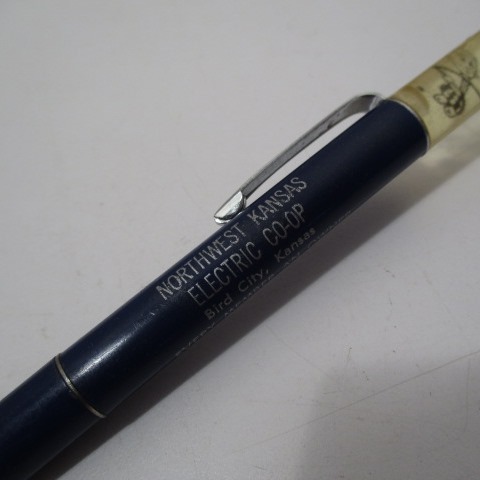 NORTHWEST KANSAS
ELECTRIC CO-OP
Bird City, Kansas